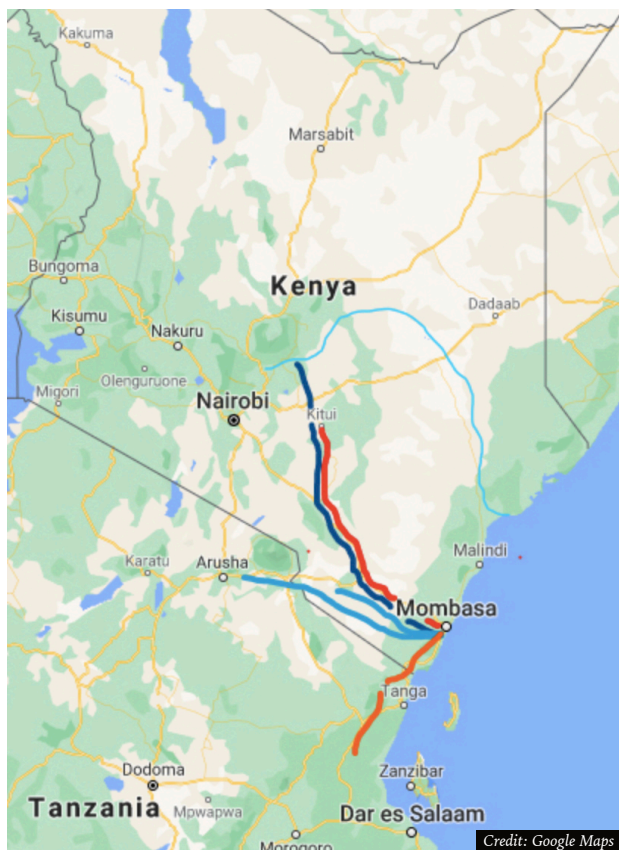 Kakuma
Marsabit
Bungoma
Kenya
Dadaab
Kisumu
Nakuru
Olenguruone
Migori
Nairobi
Kitui
Malindi
Karatu
Arusha
Mombasa
Tanga
Dodoma
Zanzibar
Tanzania
Mpwapwa
Dar es Salaam
Morogoro
Credit: Google Maps